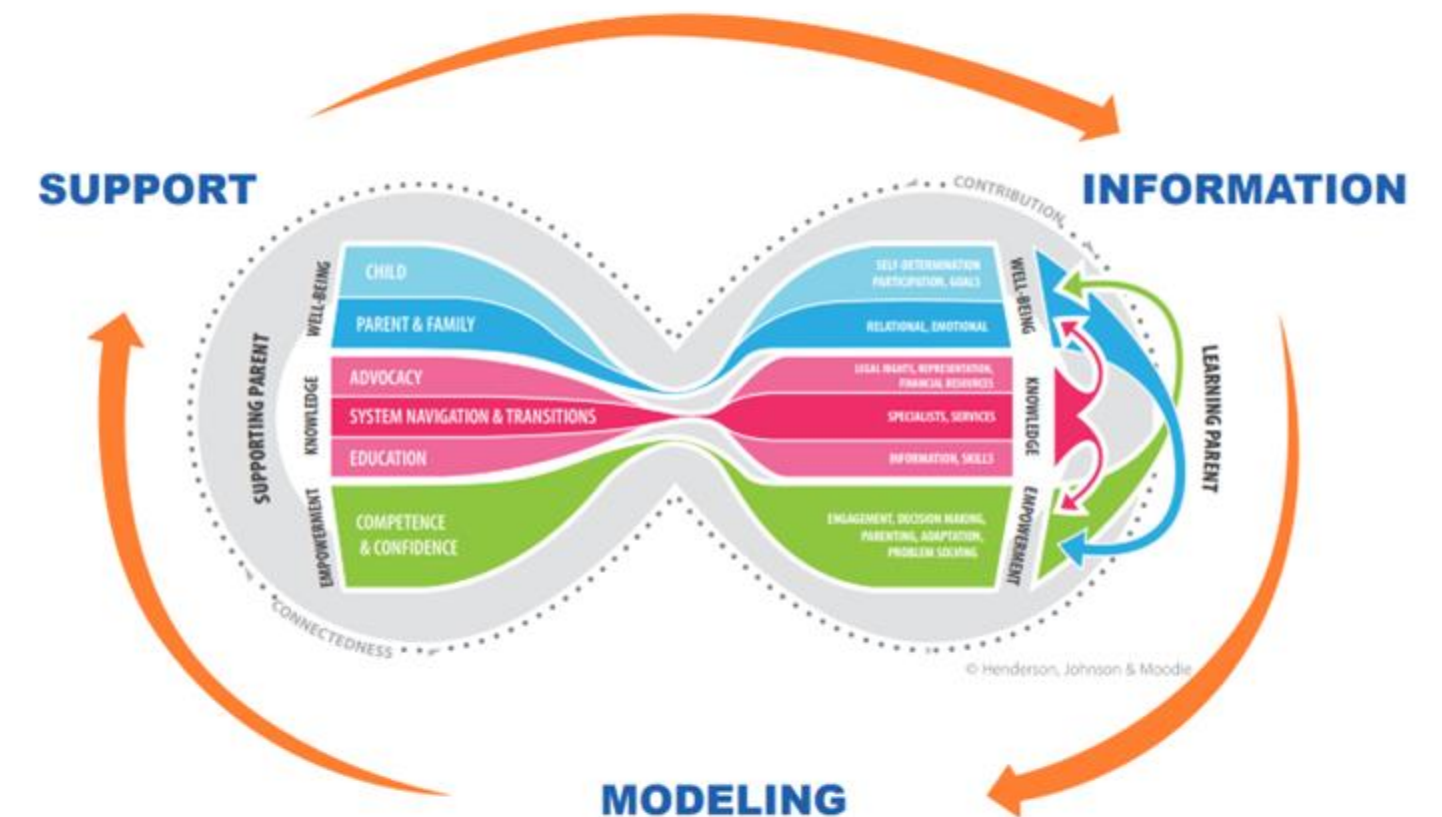 SUPPORT
INFORMATION
CONTRIBUTION
SUPPORTING PARENT
WELL-BEING
CHILD
PARENT & FAMILY
KNOWLEDGE
ADVOCACY
SYSTEM NAVIGATION & TRANSITIONS
EDUCATION
EMPOWERMENT
COMPETENCE
& CONFIDENCE
SELF-DETERMINATION
PARTICIPATION, GOALS
RELATIONAL, EMOTIONAL
WELL-BEING
LEGAL RIGHTS, REPRESENTATION,
FINANCIAL RESOURCES
SPECIALISTS, SERVICES
INFORMATION, SKILLS
KNOWLEDGE
ENGAGEMENT, DECISION MAKING,
PARENTING, ADAPTATION,
PROBLEM SOLVING
EMPOWERMENT
LEARNING PARENT
CONNECTEDNESS
© Henderson, Johnson & Moodie
MODELING